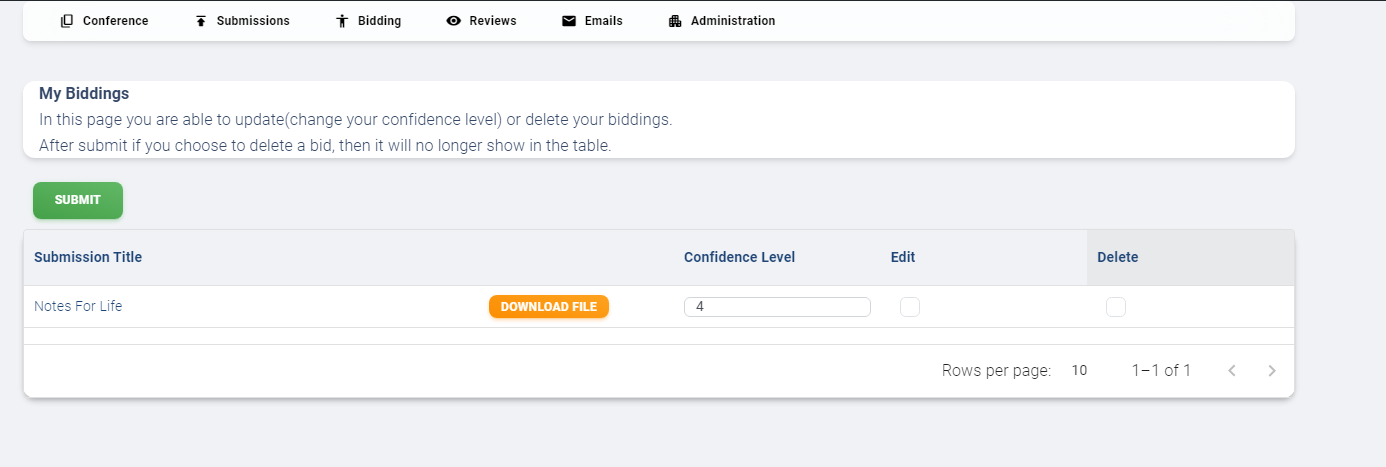 Conference Submissions Bidding Reviews Emails Administration
My Biddings
In this page you are able to update(change your confidence level) or delete your biddings.
After submit if you choose to delete a bid, then it will no longer show in the table.
SUBMIT
Submission Title Confidence Level Edit Delete
Notes For Life DOWNLOAD FILE 4
Rows per page: 10 1–1 of 1